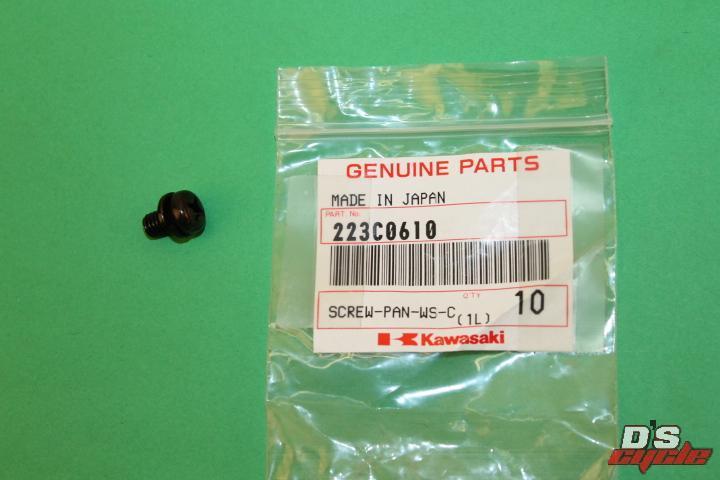 GENUINE PARTS
MADE IN JAPAN
PART. No.
223C0610
QTY
SCREW-PAN-WS-C(1L) 10
Kawasaki
D'S
cycle